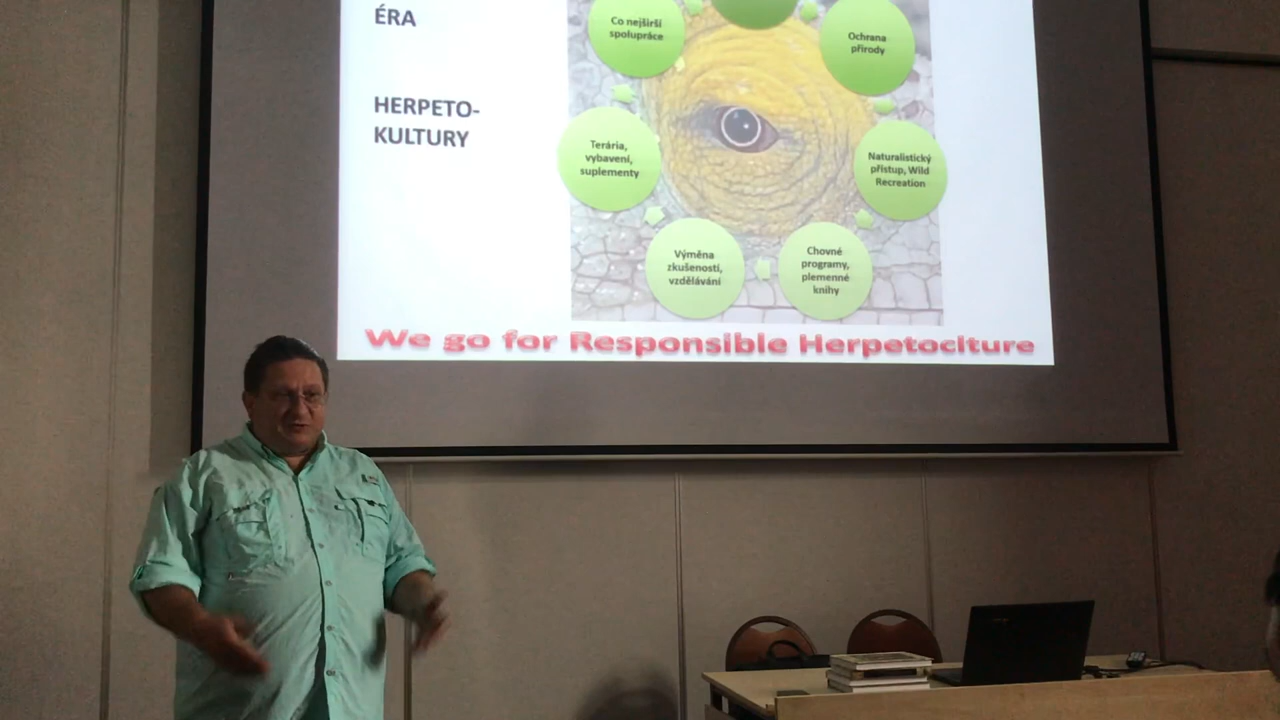 ÉRA
HERPETO-
KULTURY
Co nejširší
spolupráce
Ochrana
přírody
Terária,
vybavení,
suplementy
Naturalistický
přístup, Wild
Recreation
Výměna
zkušeností,
vzdělávání
Chovné
programy,
plemenné
knihy
We go for Responsible Herpetoclture